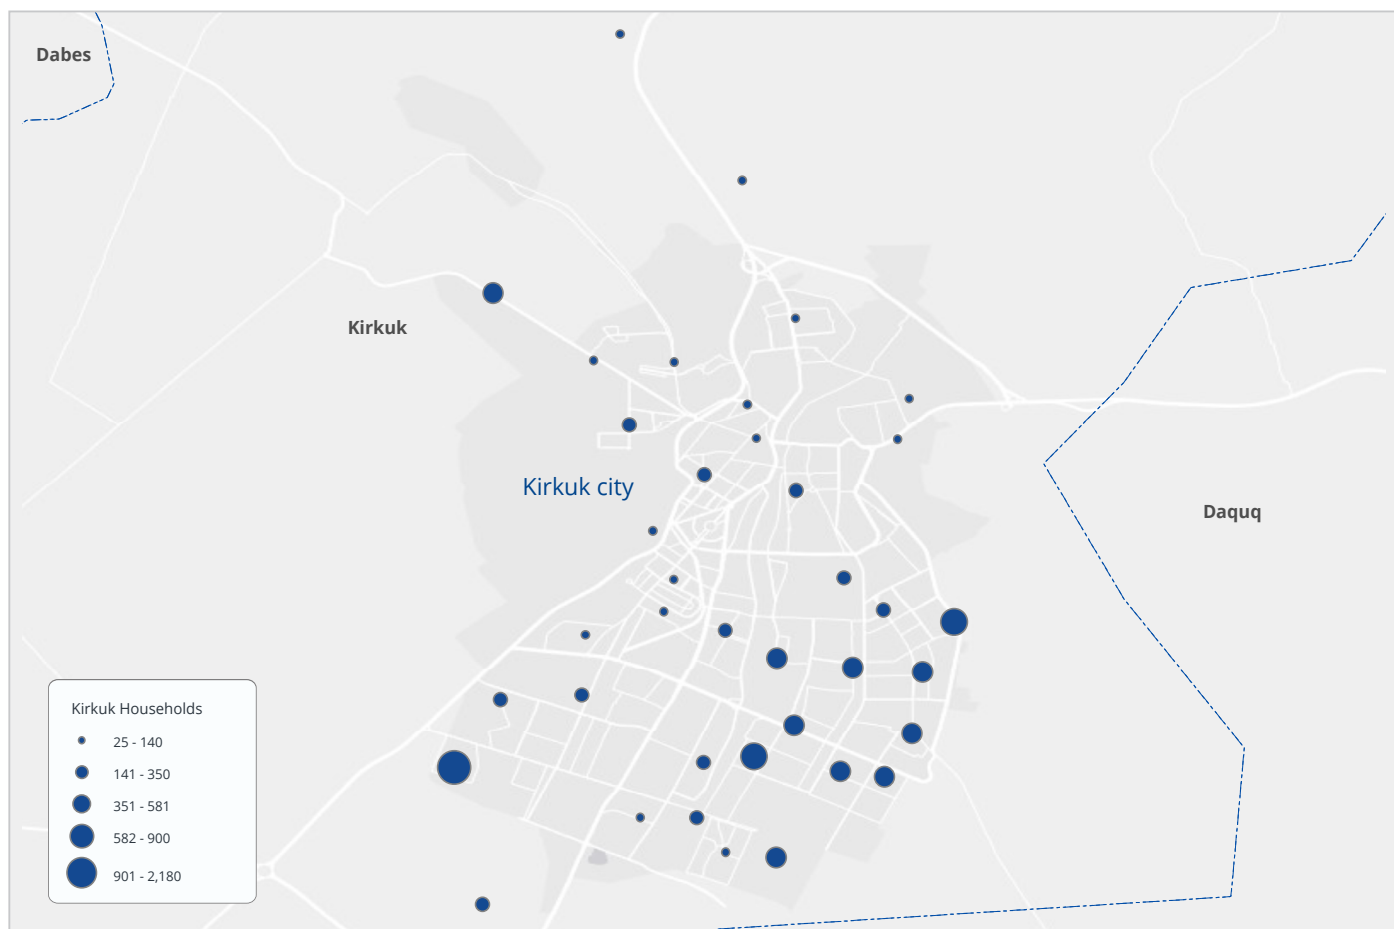 Dabes
Kirkuk
Kirkuk city
Daquq
Kirkuk Households
25 - 140
141 - 350
351 - 581
582 - 900
901 - 2,180